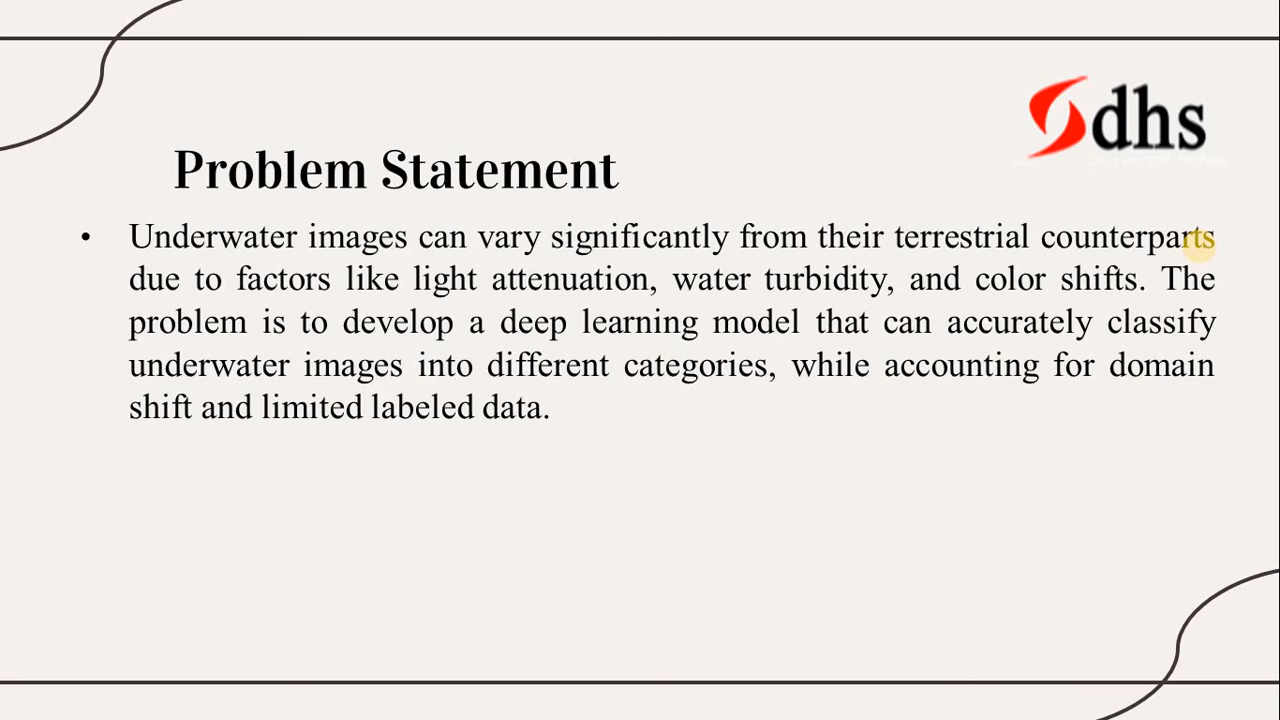 dhs
Problem Statement
• Underwater images can vary significantly from their terrestrial counterparts
due to factors like light attenuation, water turbidity, and color shifts. The
problem is to develop a deep learning model that can accurately classify
underwater images into different categories, while accounting for domain
shift and limited labeled data.